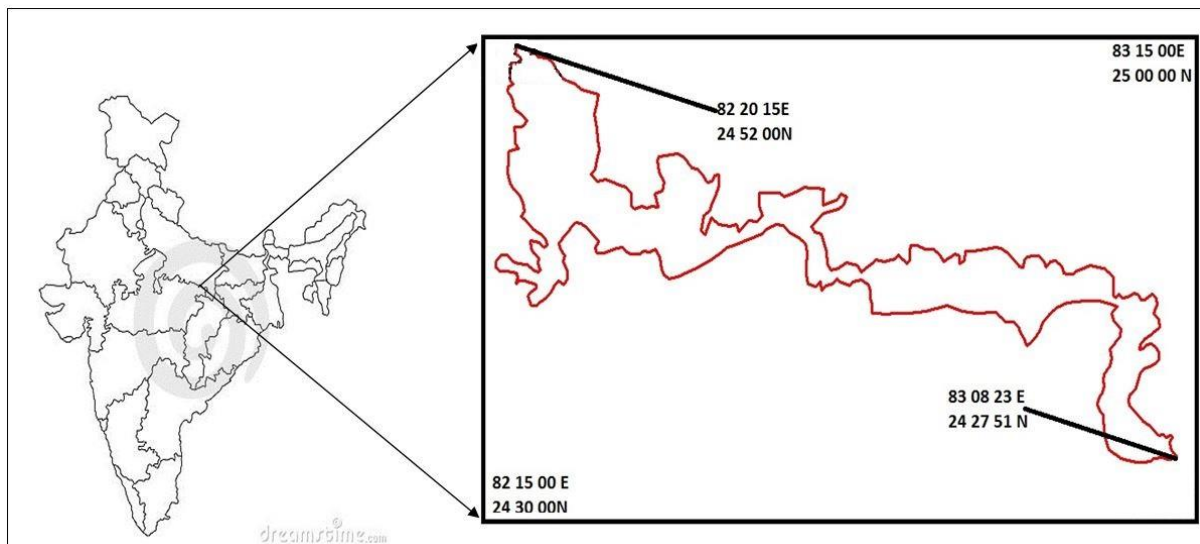 83 15 00E
25 00 00 N
82 20 15E
24 52 00N
83 08 23 E
24 27 51 N
82 15 00 E
24 30 00N
dreamstime.com